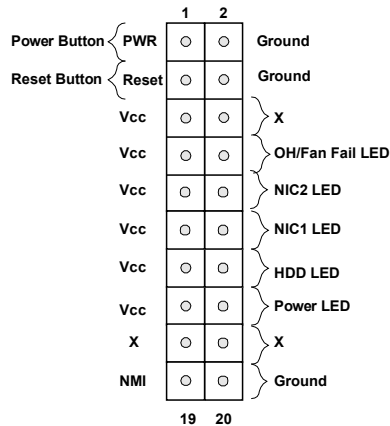 1 2
Power Button PWR Ground
Reset Button Reset Ground
Vcc X
Vcc OH/Fan Fail LED
Vcc NIC2 LED
Vcc NIC1 LED
Vcc HDD LED
Vcc Power LED
X X
NMI Ground
19 20